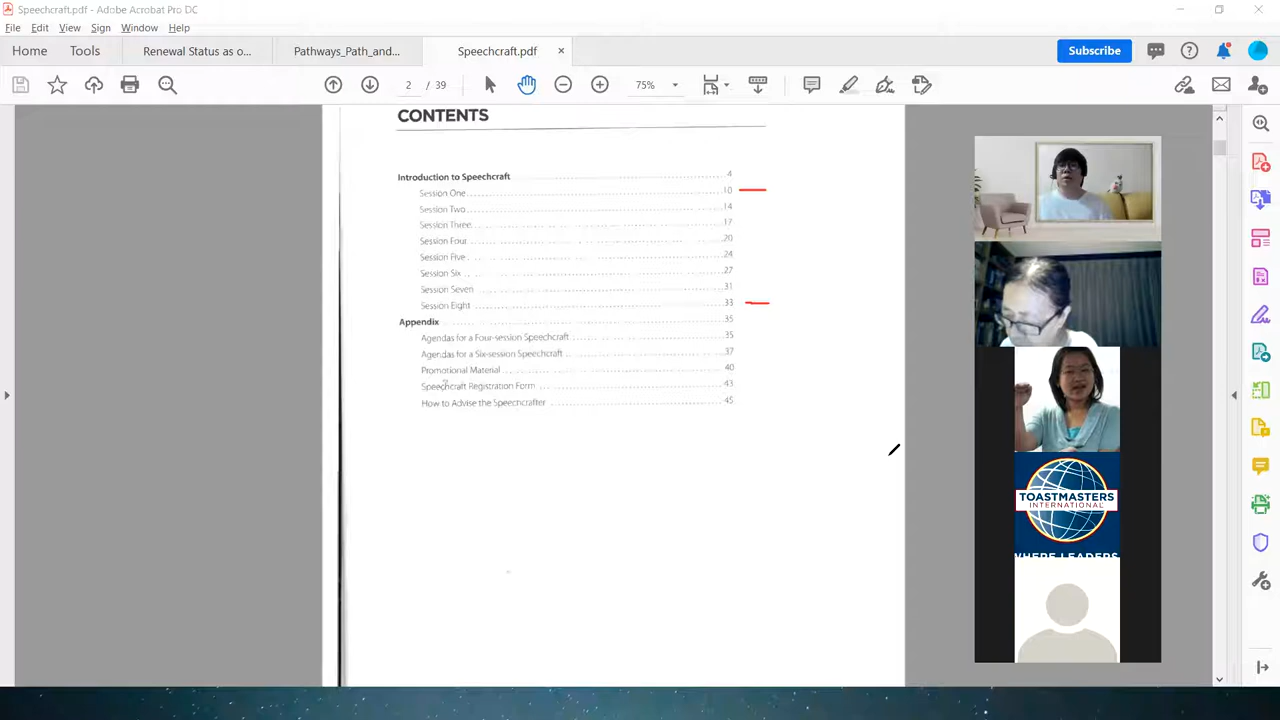 Speechcraft.pdf - Adobe Acrobat Pro DC
File Edit View Sign Window Help
Home Tools Renewal Status as o... Pathways_Path_and... Speechcraft.pdf × Subscribe
2 / 39 75%
CONTENTS
Introduction to Speechcraft 4
Session One 10
Session Two 14
Session Three 17
Session Four 20
Session Five 24
Session Six 27
Session Seven 31
Session Eight 33
Appendix 35
Agendas for a Four-session Speechcraft 35
Agendas for a Six-session Speechcraft 37
Promotional Material 40
Speechcraft Registration Form 43
How to Advise the Speechcrafter 45
TOASTMASTERS
INTERNATIONAL
WHERE LEADERS